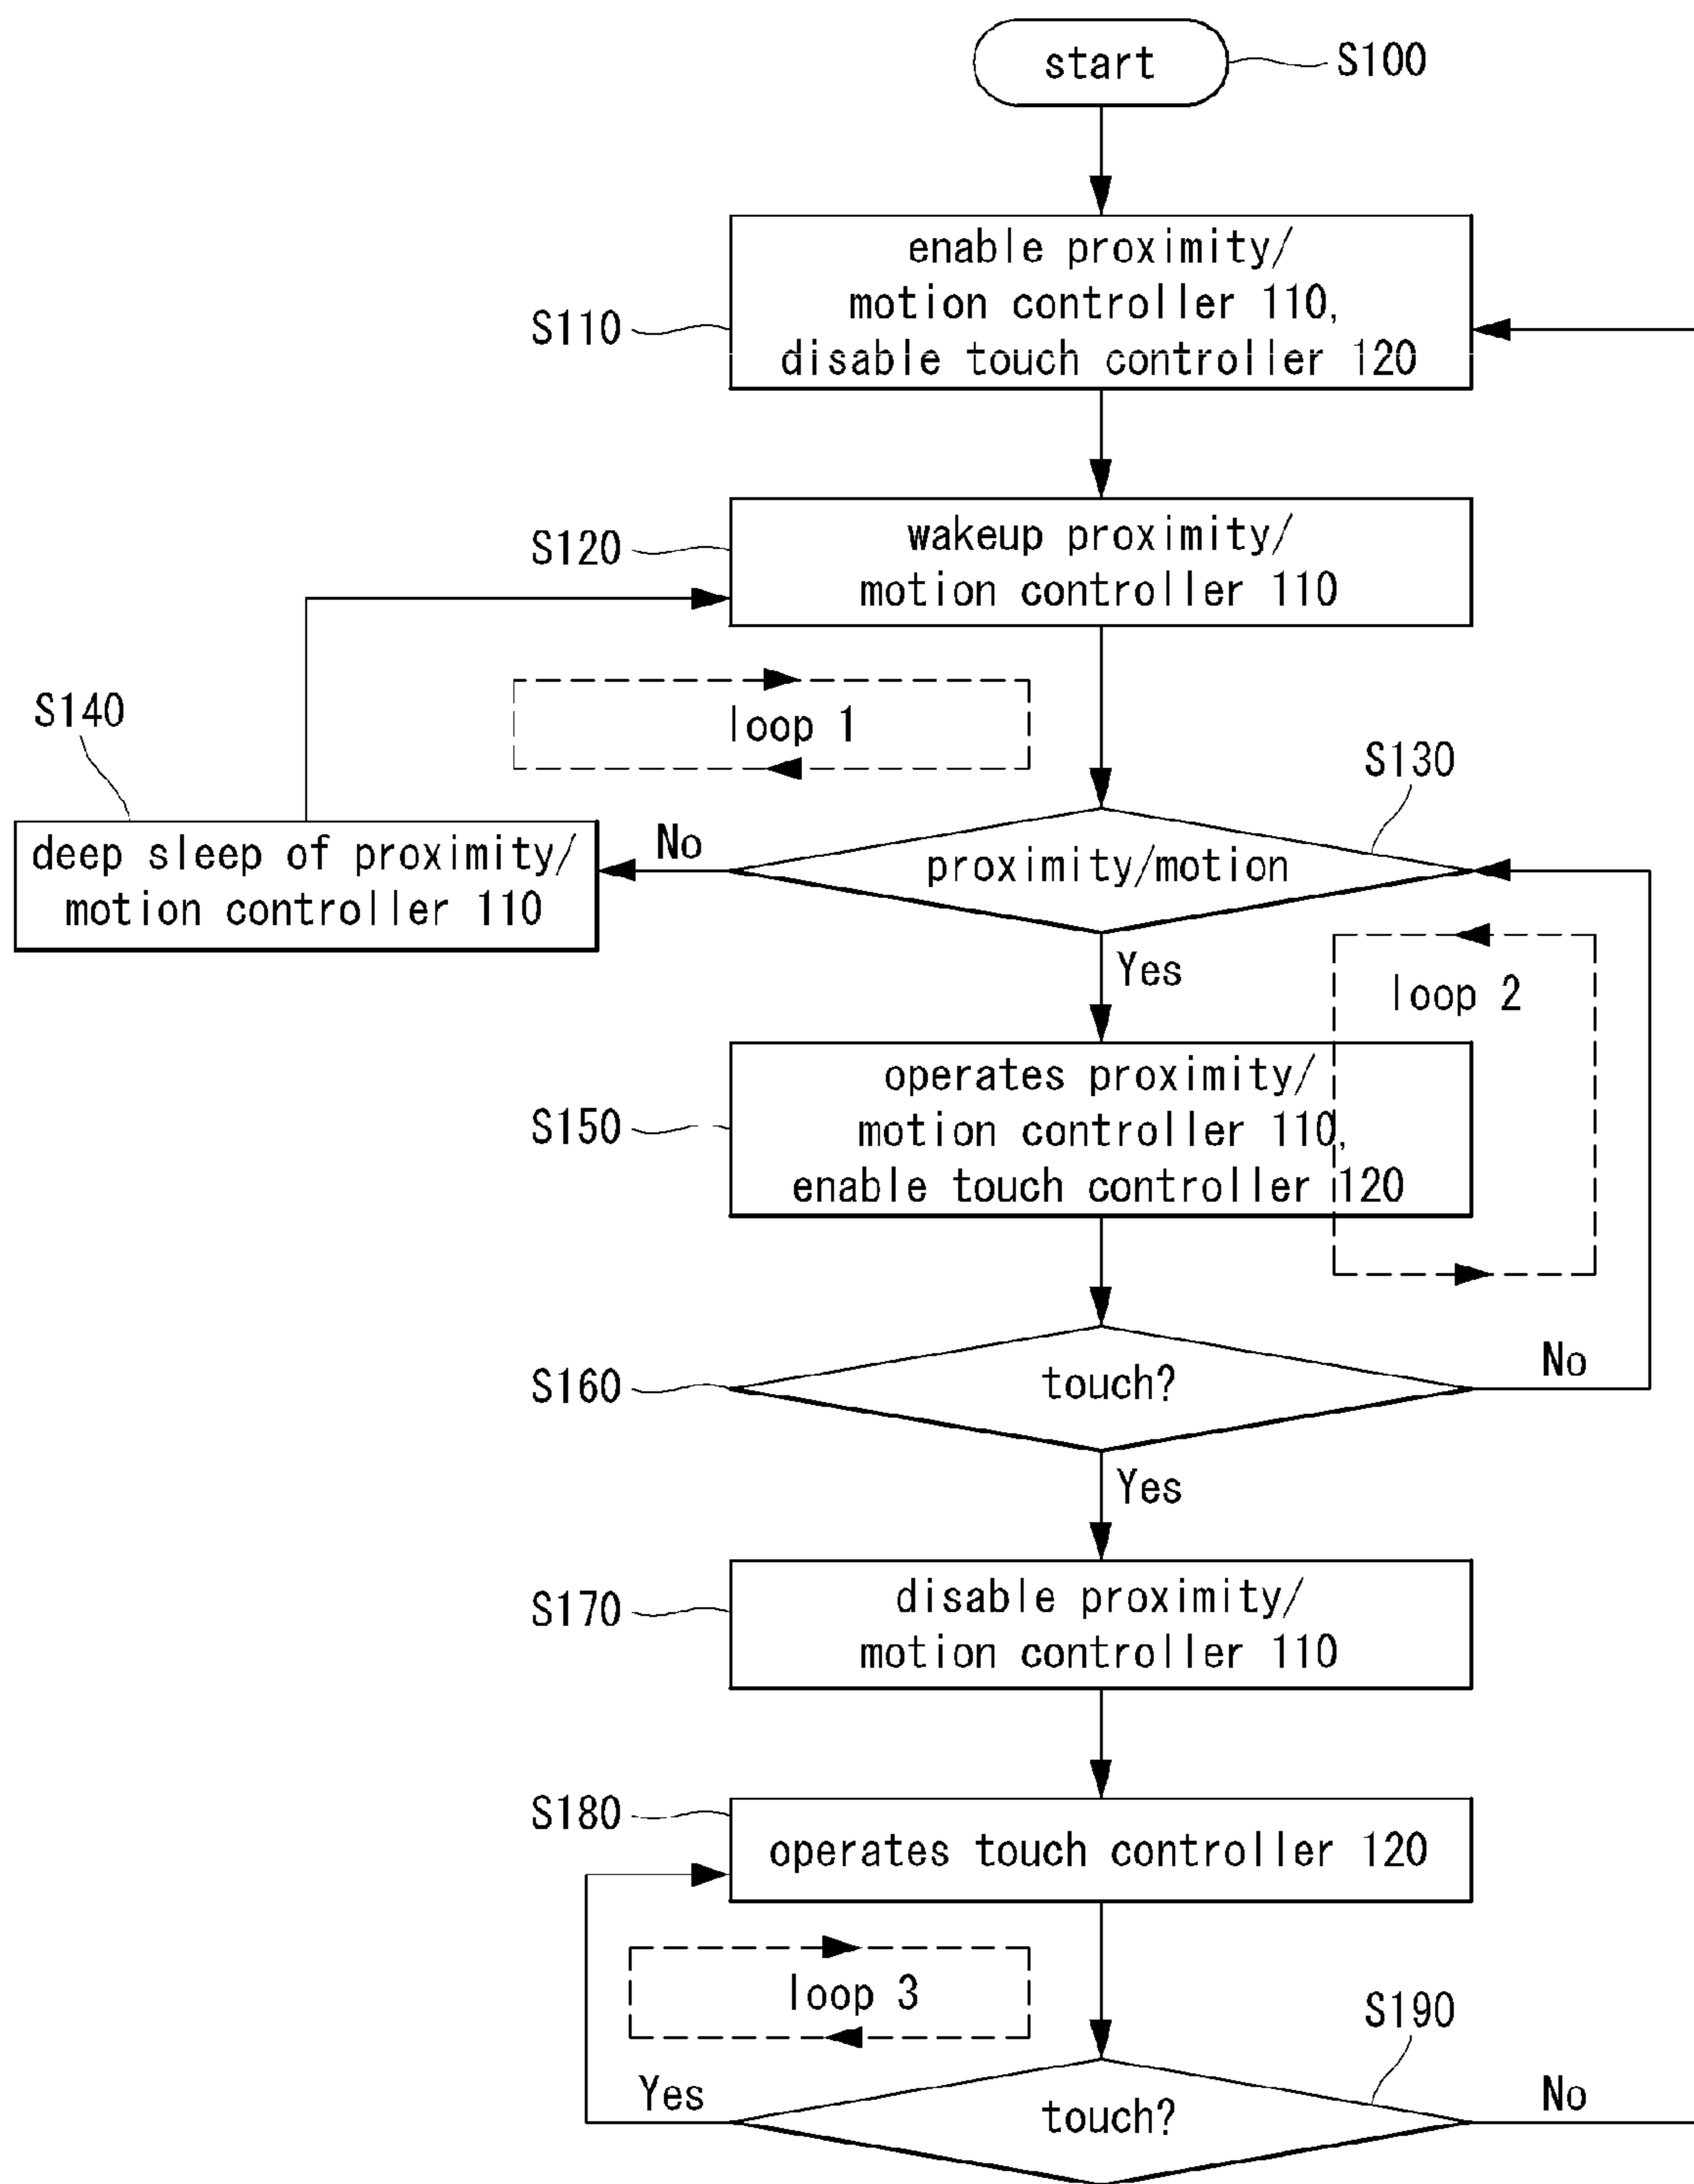 start
S100
enable proximity/
motion controller 110,
disable touch controller 120
S110
wakeup proximity/
motion controller 110
S120
loop 1
S140
deep sleep of proximity/
motion controller 110
No
S130
proximity/motion
Yes
loop 2
operates proximity/
motion controller 110,
enable touch controller 120
S150
S160
touch?
No
Yes
disable proximity/
motion controller 110
S170
S180
operates touch controller 120
loop 3
S190
Yes
touch?
No